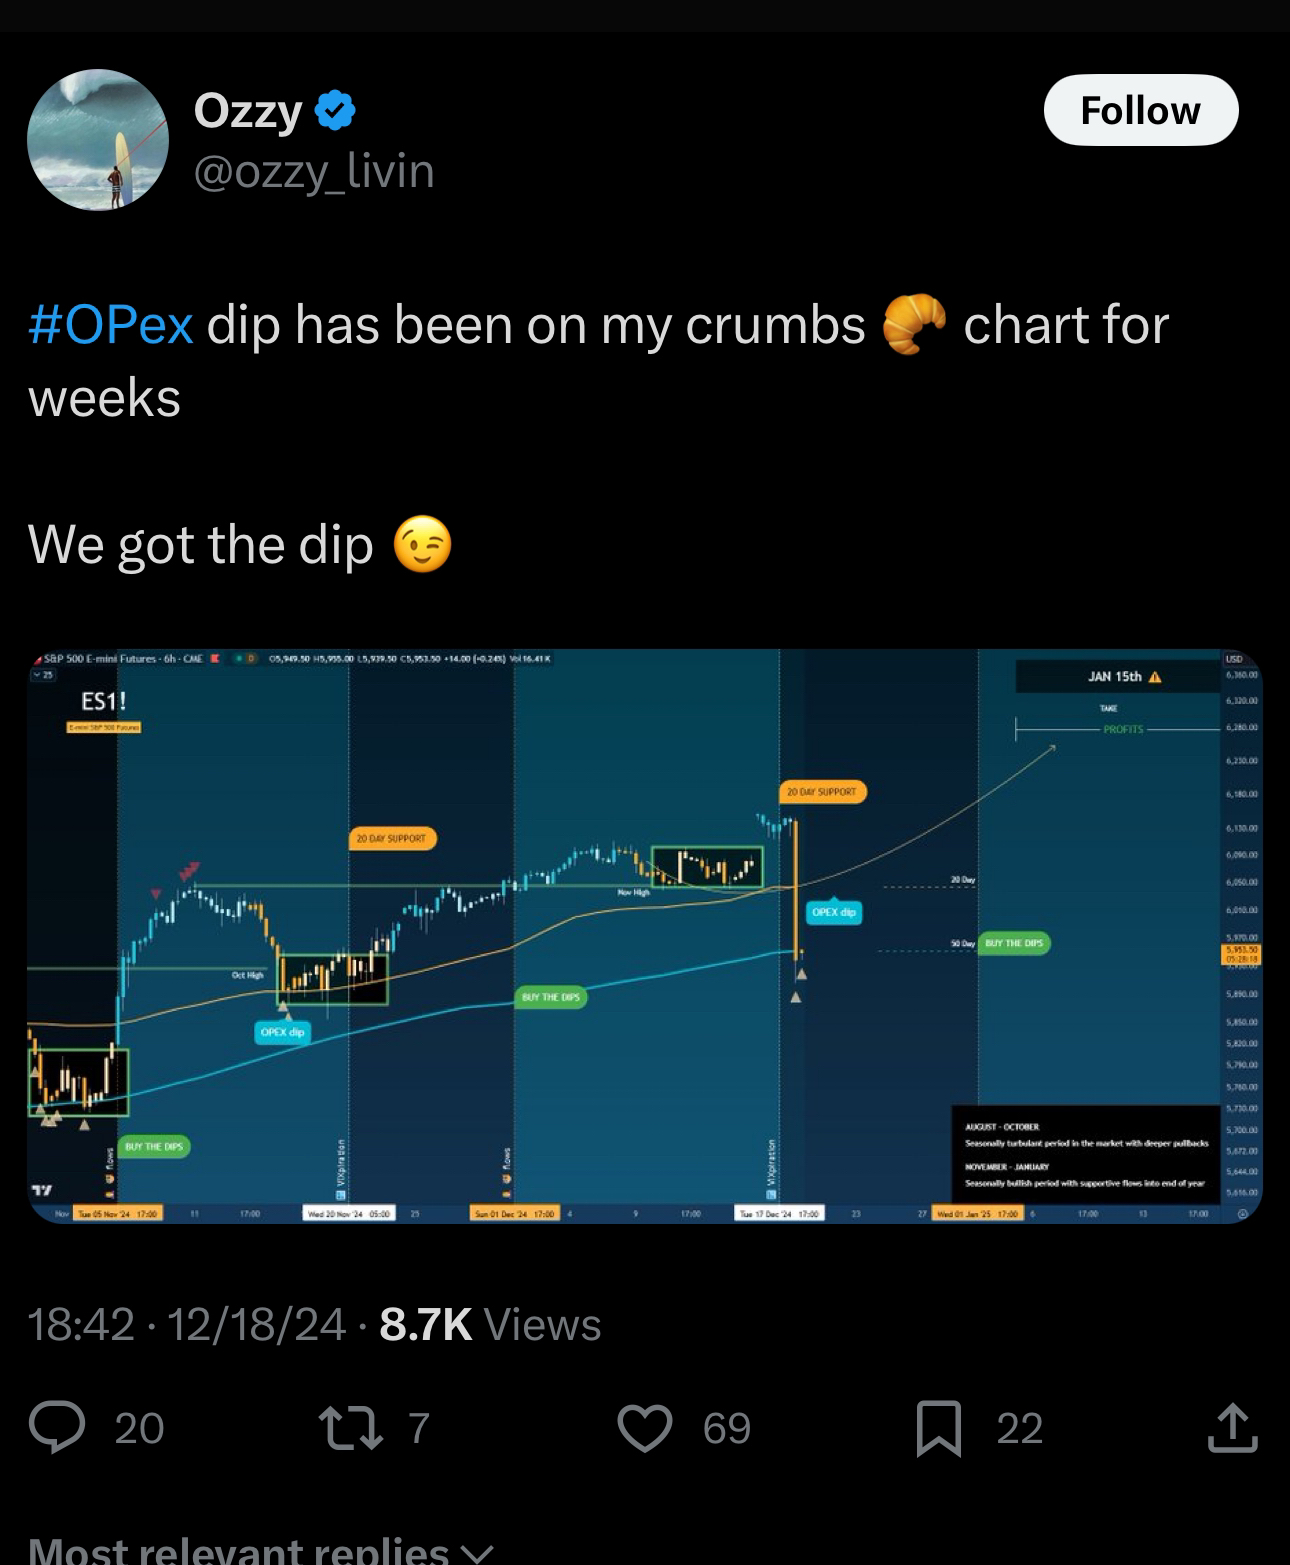 Ozzy
@ozzy_livin
Follow
#OPex dip has been on my crumbs 🥐 chart for
weeks
We got the dip 😉
S&P 500 E-mini Futures · 6h · CME O5,949.50 H5,955.00 L5,939.50 C5,953.50 +14.00 (+0.24%) Vol16.41K
25
ES1!
E-mini S&P 500 Futures
USD
JAN 15th ⚠
TAKE
PROFITS
20 DAY SUPPORT
20 DAY SUPPORT
Nov High
20 Day
OPEX dip
50 Day
BUY THE DIPS
Oct High
BUY THE DIPS
OPEX dip
BUY THE DIPS
flows
VIXpiration
flows
VIXpiration
6,360.00
6,320.00
6,280.00
6,230.00
6,180.00
6,130.00
6,090.00
6,050.00
6,010.00
5,970.00
5,953.50
05:28:18
5,890.00
5,850.00
5,820.00
5,790.00
5,760.00
5,730.00
5,700.00
5,672.00
5,644.00
5,616.00
AUGUST - OCTOBER
Seasonally turbulant period in the market with deeper pullbacks
NOVEMBER - JANUARY
Seasonally bullish period with supportive flows into end of year
Nov Tue 05 Nov '24 17:00 11 17:00 Wed 20 Nov '24 05:00 25 Sun 01 Dec '24 17:00 4 9 17:00 Tue 17 Dec '24 17:00 23 27 Wed 01 Jan '25 17:00 6 17:00 13 17:00
18:42 · 12/18/24 · 8.7K Views
20 7 69 22
Most relevant replies